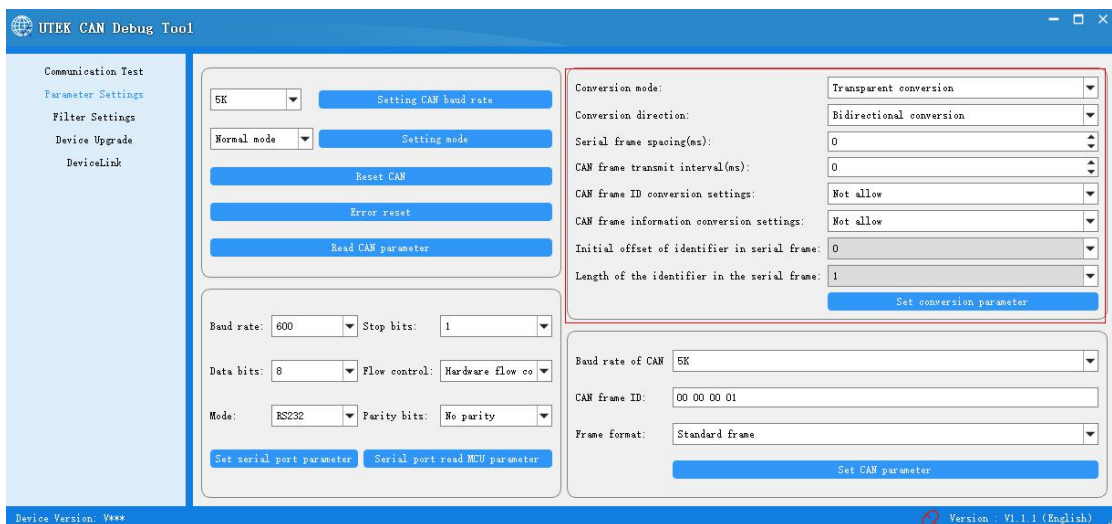 UTEK CAN Debug Tool
Communication Test
Parameter Settings
Filter Settings
Device Upgrade
DeviceLink
5K
Setting CAN baud rate
Normal mode
Setting mode
Reset CAN
Error reset
Read CAN parameter
Baud rate: 600 Stop bits: 1
Data bits: 8 Flow control: Hardware flow co
Mode: RS232 Parity bits: No parity
Set serial port parameter Serial port read MCU parameter
Conversion mode: Transparent conversion
Conversion direction: Bidirectional conversion
Serial frame spacing(ms): 0
CAN frame transmit interval(ms): 0
CAN frame ID conversion settings: Not allow
CAN frame information conversion settings: Not allow
Initial offset of identifier in serial frame: 0
Length of the identifier in the serial frame: 1
Set conversion parameter
Baud rate of CAN 5K
CAN frame ID: 00 00 00 01
Frame format: Standard frame
Set CAN parameter
Device Version: V***
Version : V1.1.1 (English)